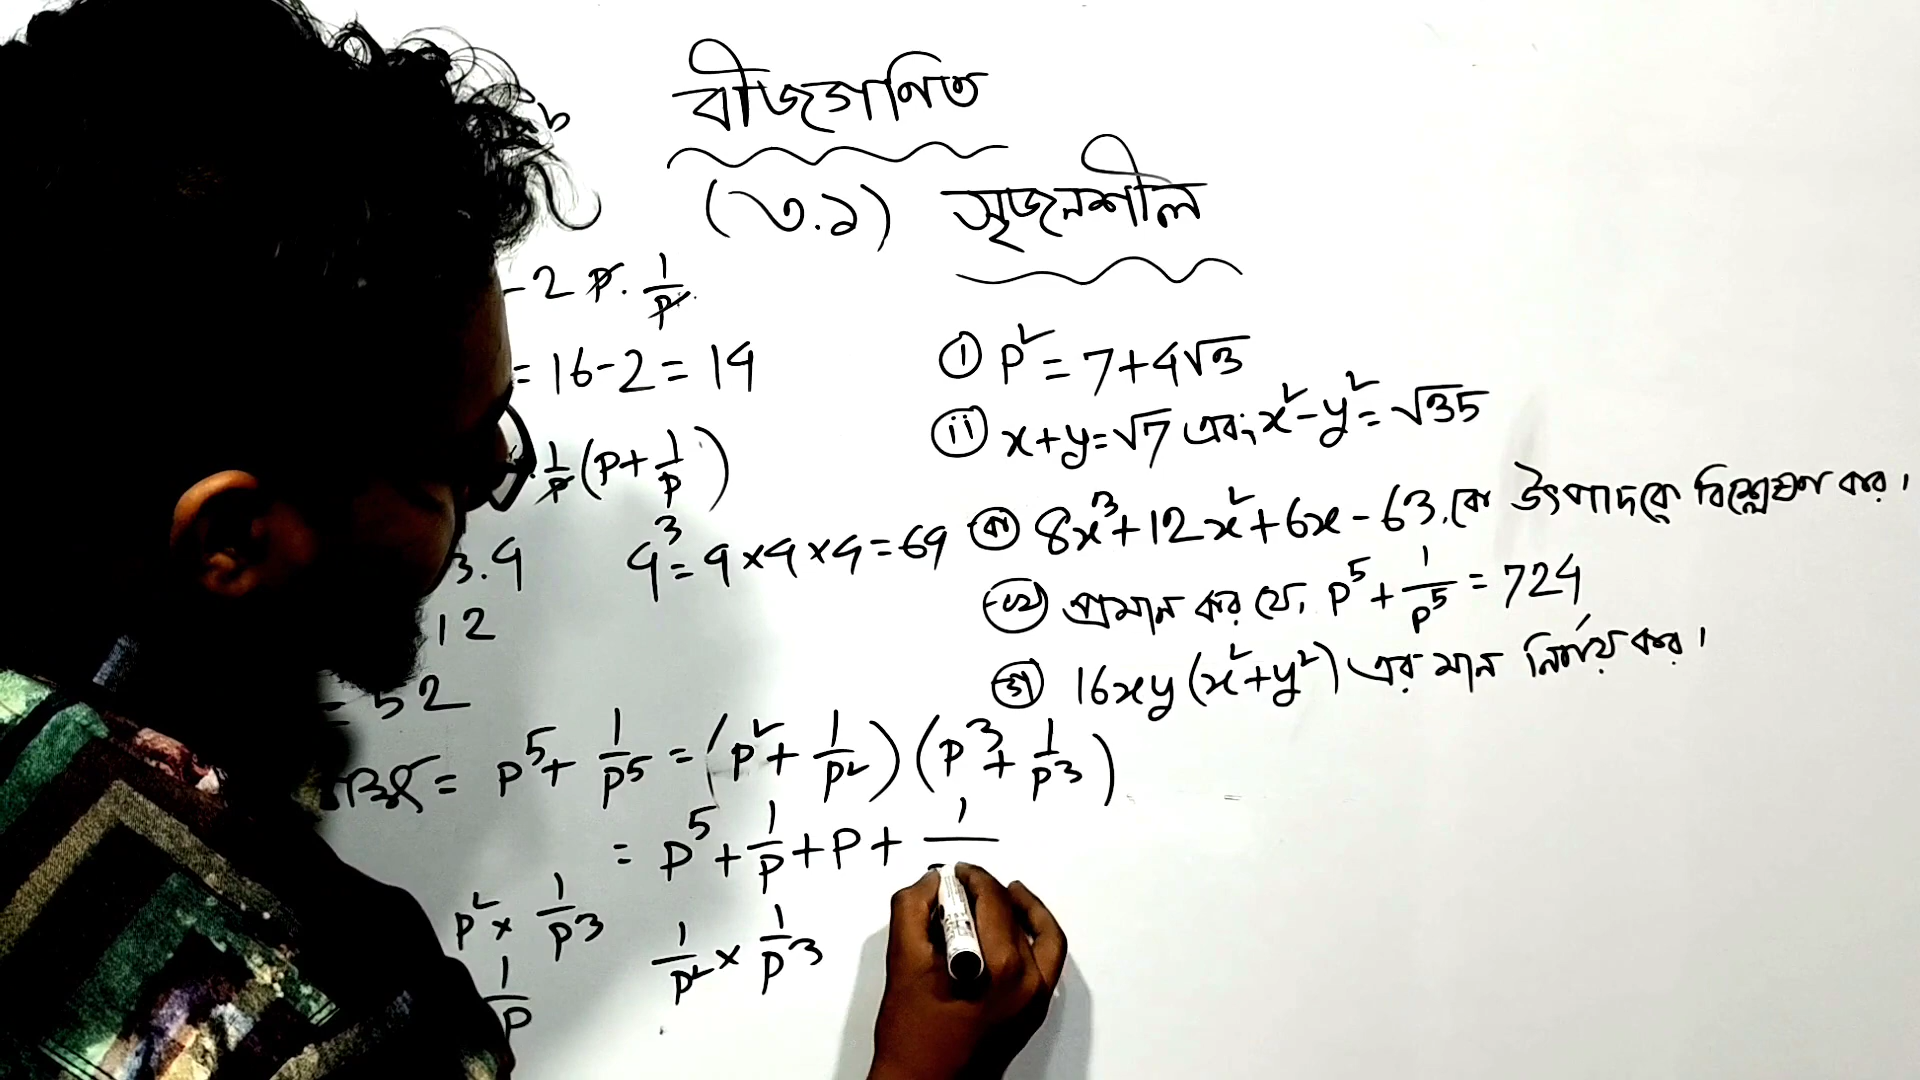 বীজগণিত
(৩.১) সৃজনশীল
b
- 2 p. 1/p
= 16-2 = 14
1/p (p+1/p)
3.4
4³ = 4×4×4 = 64
12
= 52
i p² = 7+4√3
ii x+y=√7 এবং x²-y²=√35
ক 8x³+12x²+6x-63, কে উৎপাদকে বিশ্লেষণ কর।
খ প্রমান কর যে, p⁵+1/p⁵=724
গ 16xy(x²+y²) এর মান নির্ণয় কর।
= p⁵+1/p⁵ = (p²+1/p²)(p³+1/p³)
= p⁵+1/p+p+1/
p²×1/p³
1/p²×1/p³
1/p